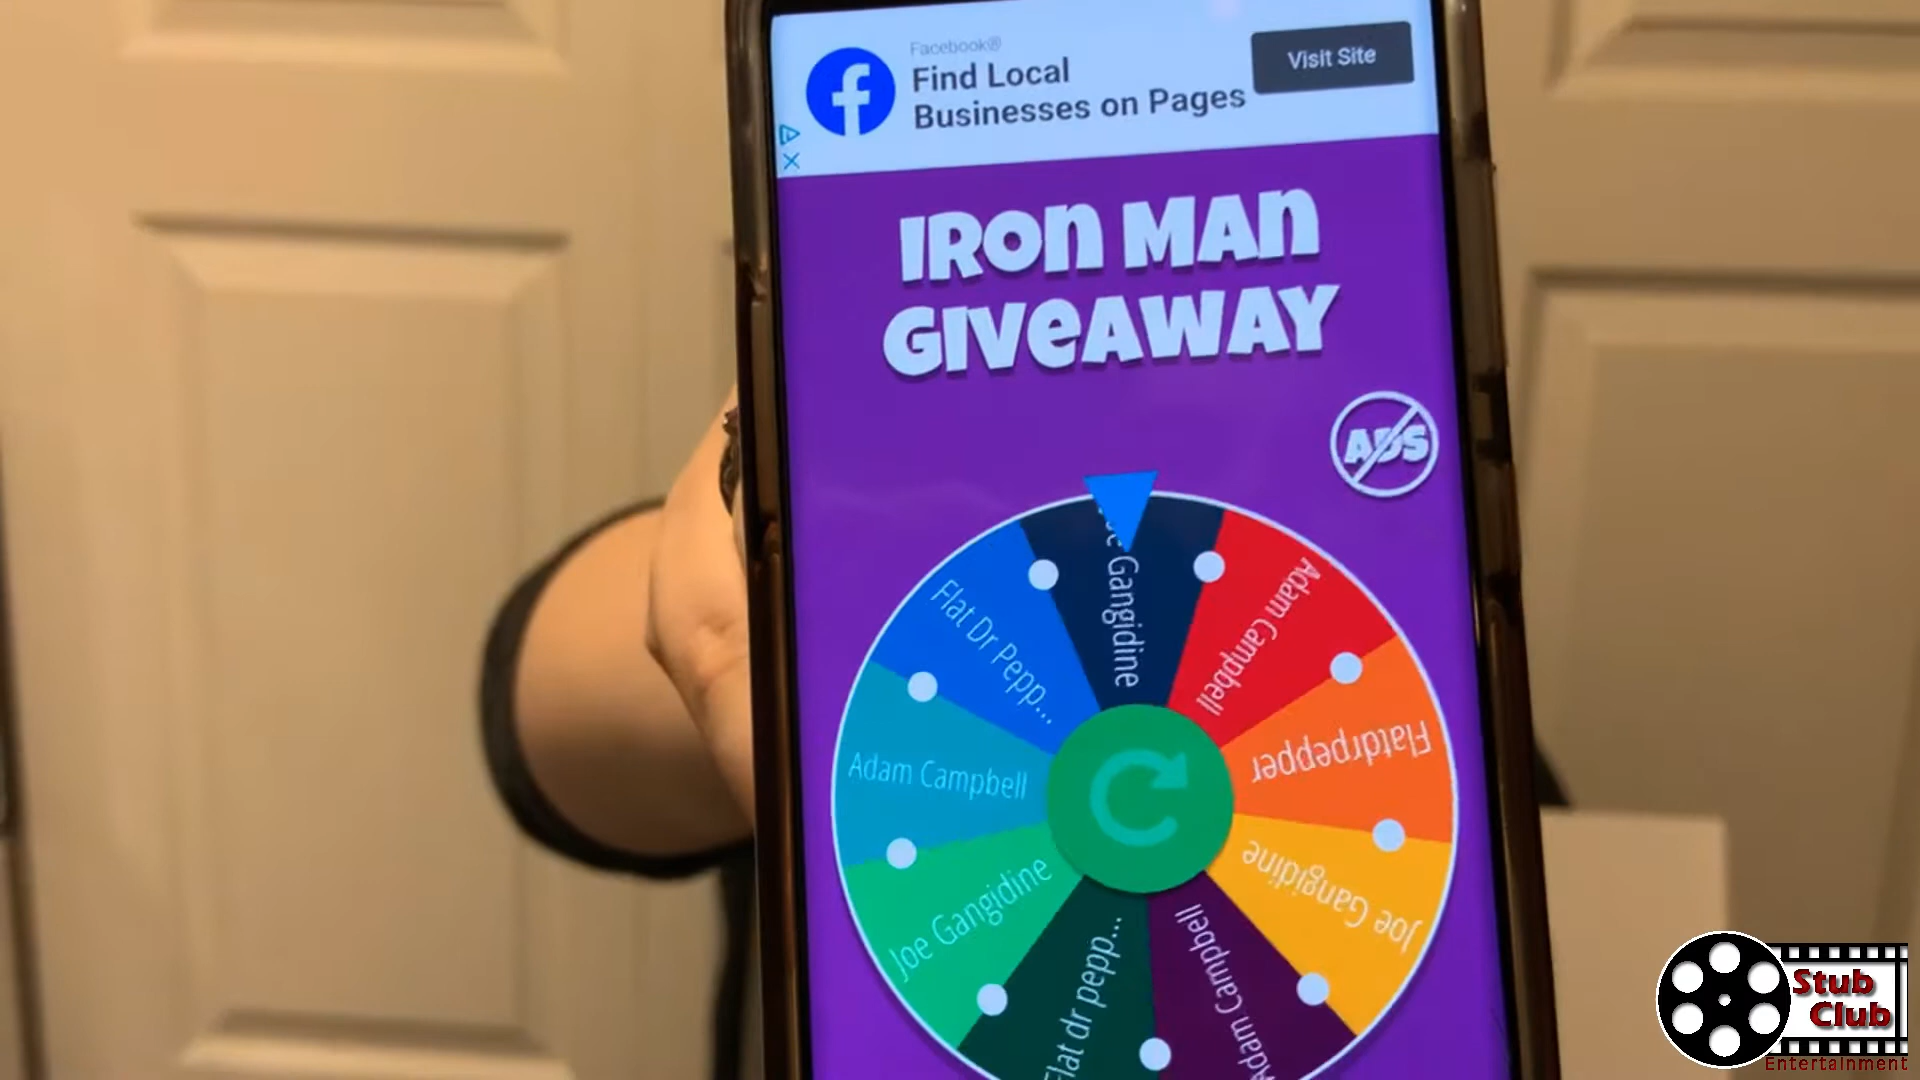 Facebook®
Find Local
Businesses on Pages
Visit Site
IRON MAN
GIVEAWAY
ADS
Gangidine
Adam Campbell
Flatdrpepper
Joe Gangidine
Adam Campbell
Flat dr pepp...
Joe Gangidine
Adam Campbell
Flat Dr Pepp...
Stub
Club
Entertainment